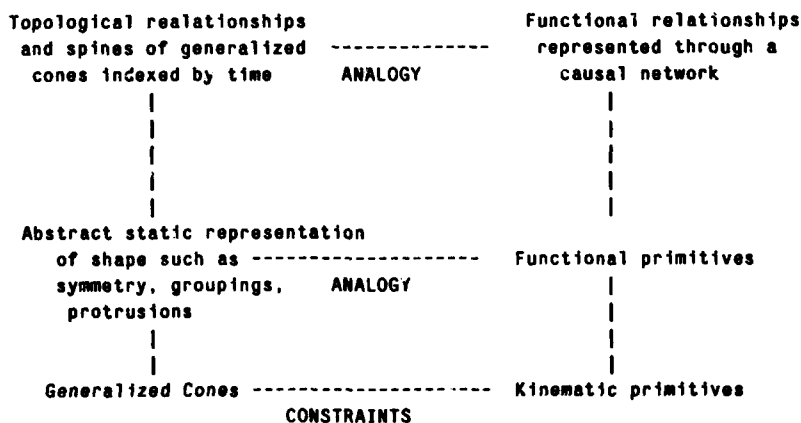 Topological realationships
and spines of generalized
cones indexed by time
ANALOGY
Functional relationships
represented through a
causal network
Abstract static representation
of shape such as
symmetry, groupings,
protrusions
ANALOGY
Functional primitives
Generalized Cones
CONSTRAINTS
Kinematic primitives